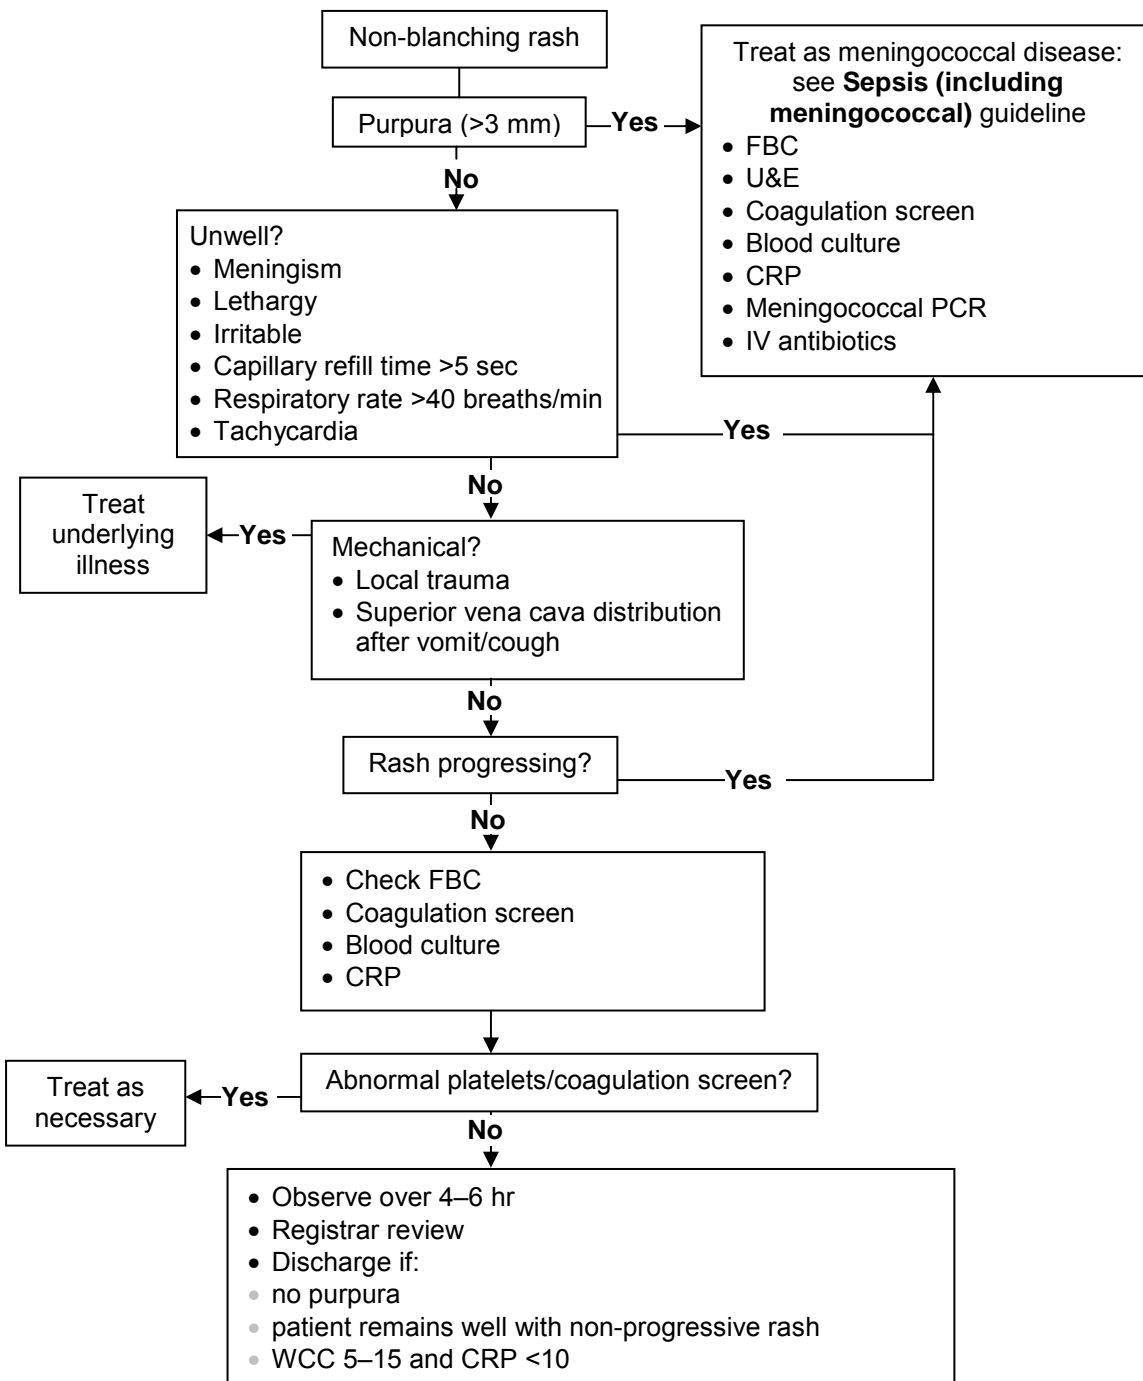 Non-blanching rash
Purpura (>3 mm)
Yes
Treat as meningococcal disease:
see Sepsis (including
meningococcal) guideline
• FBC
• U&E
• Coagulation screen
• Blood culture
• CRP
• Meningococcal PCR
• IV antibiotics
No
Unwell?
• Meningism
• Lethargy
• Irritable
• Capillary refill time >5 sec
• Respiratory rate >40 breaths/min
• Tachycardia
Yes
No
Treat
underlying
illness
Yes
Mechanical?
• Local trauma
• Superior vena cava distribution
after vomit/cough
No
Rash progressing?
Yes
No
• Check FBC
• Coagulation screen
• Blood culture
• CRP
Abnormal platelets/coagulation screen?
Yes
Treat as
necessary
No
• Observe over 4–6 hr
• Registrar review
• Discharge if:
• no purpura
• patient remains well with non-progressive rash
• WCC 5–15 and CRP <10